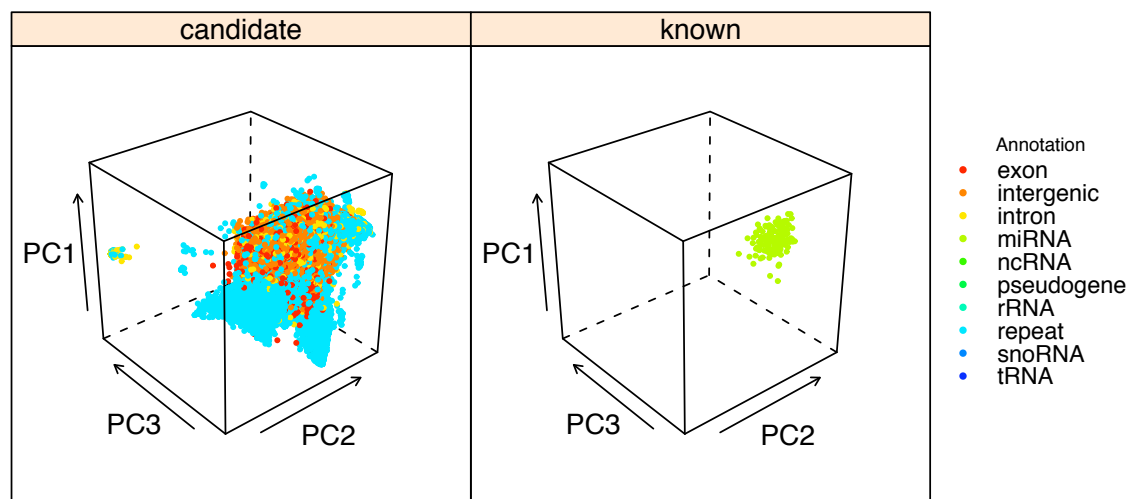 candidate
known
PC1
PC3
PC2
PC1
PC3
PC2
Annotation
exon
intergenic
intron
miRNA
ncRNA
pseudogene
rRNA
repeat
snoRNA
tRNA